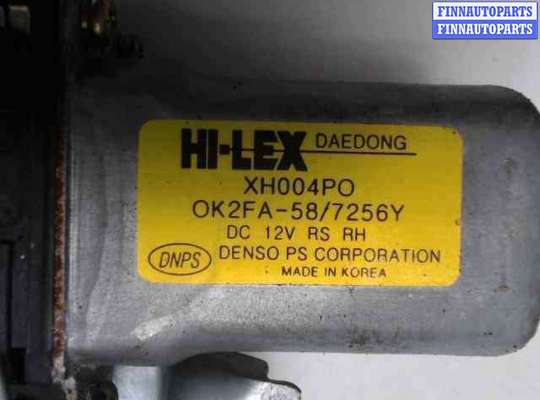 FINNAUTOPARTS
FINNAUTOPARTS
HI-LEX DAEDONG
XH004PO
OK2FA-58/7256Y
DC 12V RS RH
DNPS DENSO PS CORPORATION
MADE IN KOREA